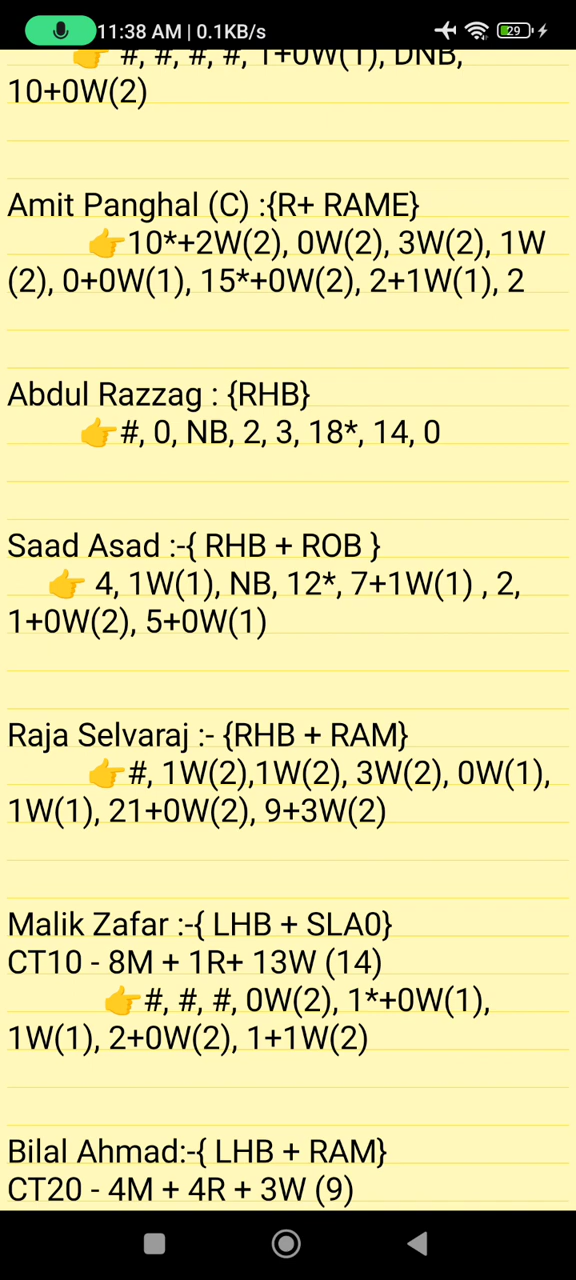 11:38 AM | 0.1KB/s
29
👉 #, #, #, #, 1+0W(1), DNB,
10+0W(2)
Amit Panghal (C) :{R+ RAME}
👉10*+2W(2), 0W(2), 3W(2), 1W
(2), 0+0W(1), 15*+0W(2), 2+1W(1), 2
Abdul Razzag : {RHB}
👉#, 0, NB, 2, 3, 18*, 14, 0
Saad Asad :-{ RHB + ROB }
👉 4, 1W(1), NB, 12*, 7+1W(1) , 2,
1+0W(2), 5+0W(1)
Raja Selvaraj :- {RHB + RAM}
👉#, 1W(2),1W(2), 3W(2), 0W(1),
1W(1), 21+0W(2), 9+3W(2)
Malik Zafar :-{ LHB + SLA0}
CT10 - 8M + 1R+ 13W (14)
👉#, #, #, 0W(2), 1*+0W(1),
1W(1), 2+0W(2), 1+1W(2)
Bilal Ahmad:-{ LHB + RAM}
CT20 - 4M + 4R + 3W (9)